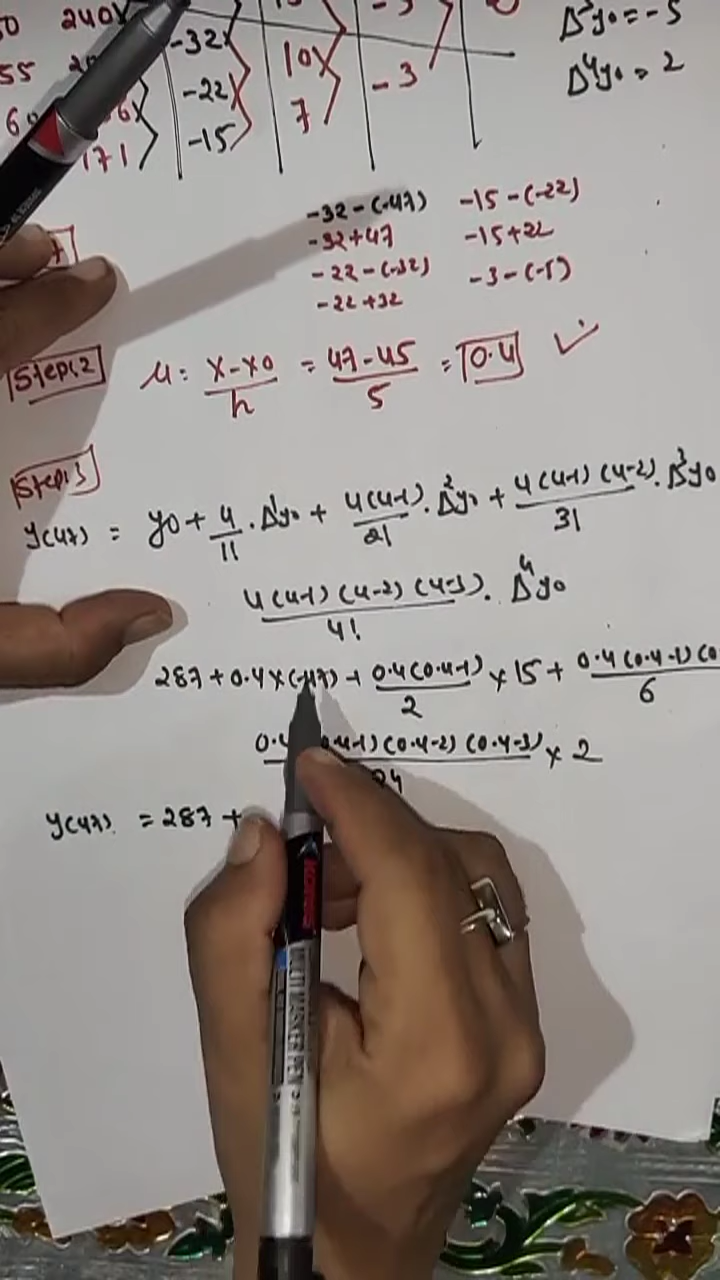 240 -32 10 -3 Δ³y0 = -5
55 -22 7 -3 Δ⁴y0 = 2
171 -15
-32-(-47) -15-(-22)
-32+47 -15+22
-22-(-32) -3-(-5)
-22+32
Step:2 u: x-x0/h = 47-45/5 = 0.4 ✓
Step:3
y(47) = y0 + u/1! . Δ¹y0 + u(u-1)/2! . Δ²y0 + u(u-1)(u-2)/3! . Δ³y0
u(u-1)(u-2)(u-3)/4! . Δ⁴y0
287 + 0.4×(-47) + 0.4(0.4-1)/2 × 15 + 0.4(0.4-1)(0 /6
(0.4-2)(0.4-3) × 2
y(47) = 287 +